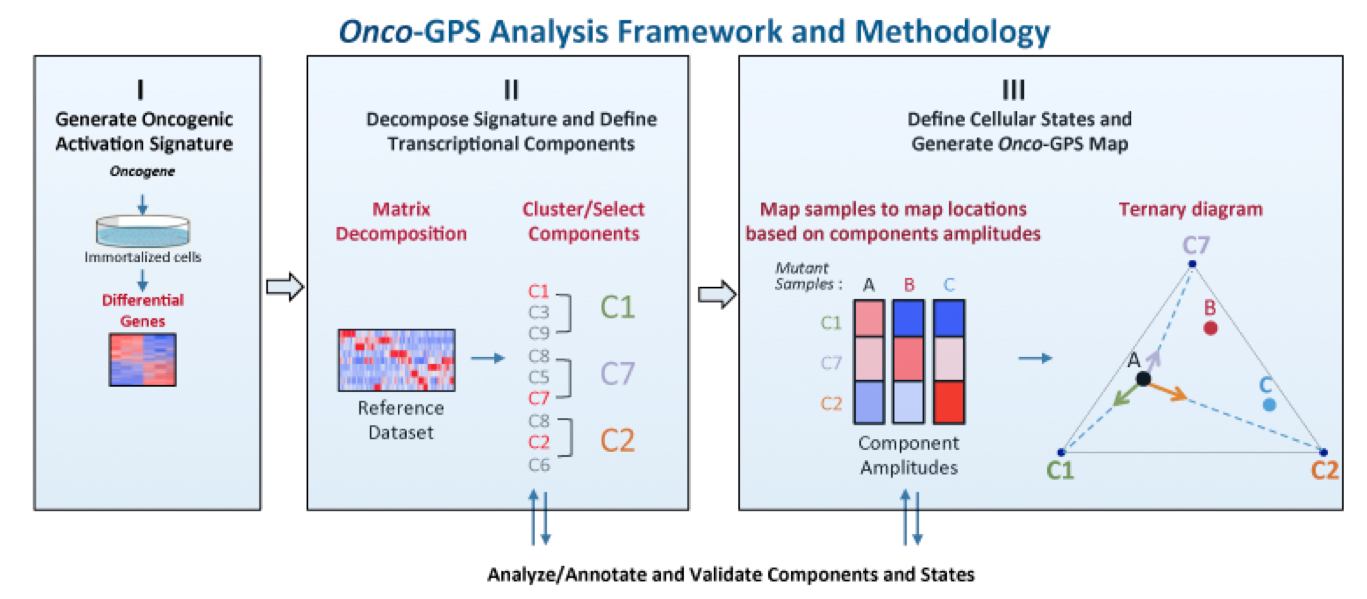 Onco-GPS Analysis Framework and Methodology
I
Generate Oncogenic
Activation Signature
Oncogene
Immortalized cells
Differential
Genes
II
Decompose Signature and Define
Transcriptional Components
Matrix
Decomposition
Reference
Dataset
Cluster/Select
Components
C1
C3
C9
C1
C8
C5
C7
C7
C8
C2
C6
C2
III
Define Cellular States and
Generate Onco-GPS Map
Map samples to map locations
based on components amplitudes
Mutant
Samples :
A B C
C1
C7
C2
Component
Amplitudes
Ternary diagram
C7
B
A
C
C1
C2
Analyze/Annotate and Validate Components and States